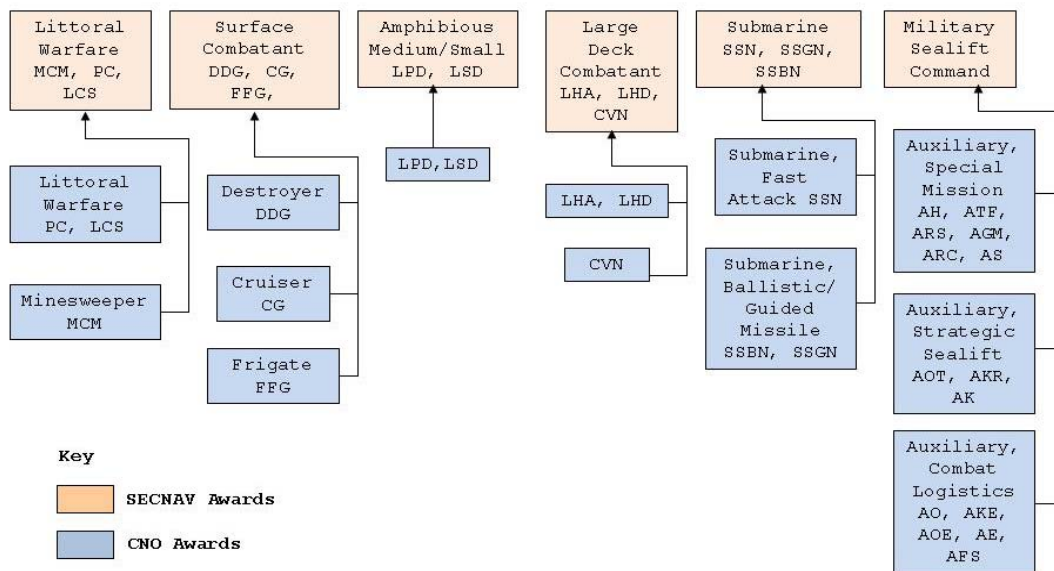 Littoral
Warfare
MCM, PC,
LCS
Surface
Combatant
DDG, CG,
FFG,
Amphibious
Medium/Small
LPD, LSD
Large
Deck
Combatant
LHA, LHD,
CVN
Submarine
SSN, SSGN,
SSBN
Military
Sealift
Command
Littoral
Warfare
PC, LCS
Minesweeper
MCM
Destroyer
DDG
Cruiser
CG
Frigate
FFG
LPD,LSD
LHA, LHD
CVN
Submarine,
Fast
Attack SSN
Submarine,
Ballistic/
Guided
Missile
SSBN, SSGN
Auxiliary,
Special
Mission
AH, ATF,
ARS, AGM,
ARC, AS
Auxiliary,
Strategic
Sealift
AOT, AKR,
AK
Auxiliary,
Combat
Logistics
AO, AKE,
AOE, AE,
AFS
Key
SECNAV Awards
CNO Awards